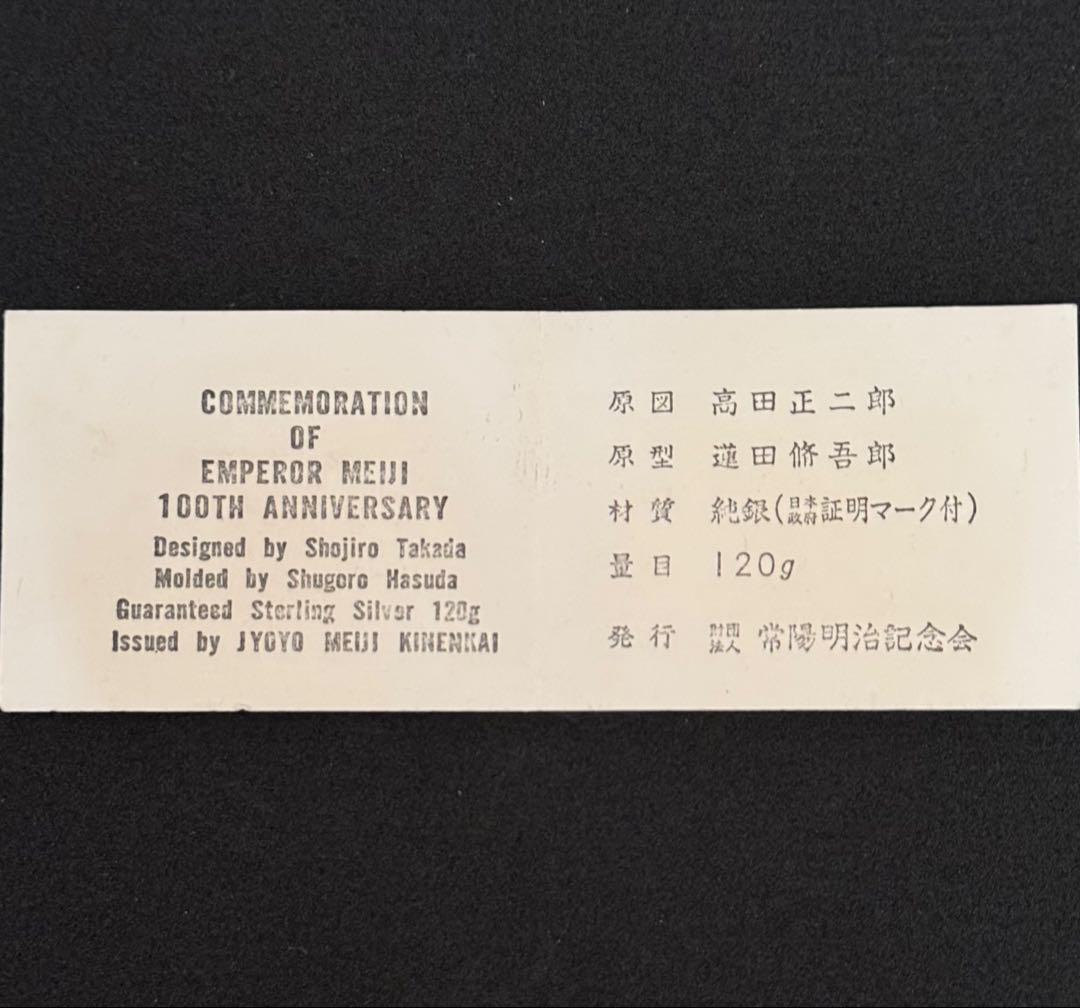 COMMEMORATION
OF
EMPEROR MEIJI
100TH ANNIVERSARY
Designed by Shojiro Takada
Molded by Shugoro Hasuda
Guaranteed Sterling Silver 120g
Issued by JYOYO MEIJI KINENKAI
原図 高田正二郎
原型 蓮田脩吾郎
材質 純銀(日本政府証明マーク付)
量目 120g
発行 財団法人 常陽明治記念会